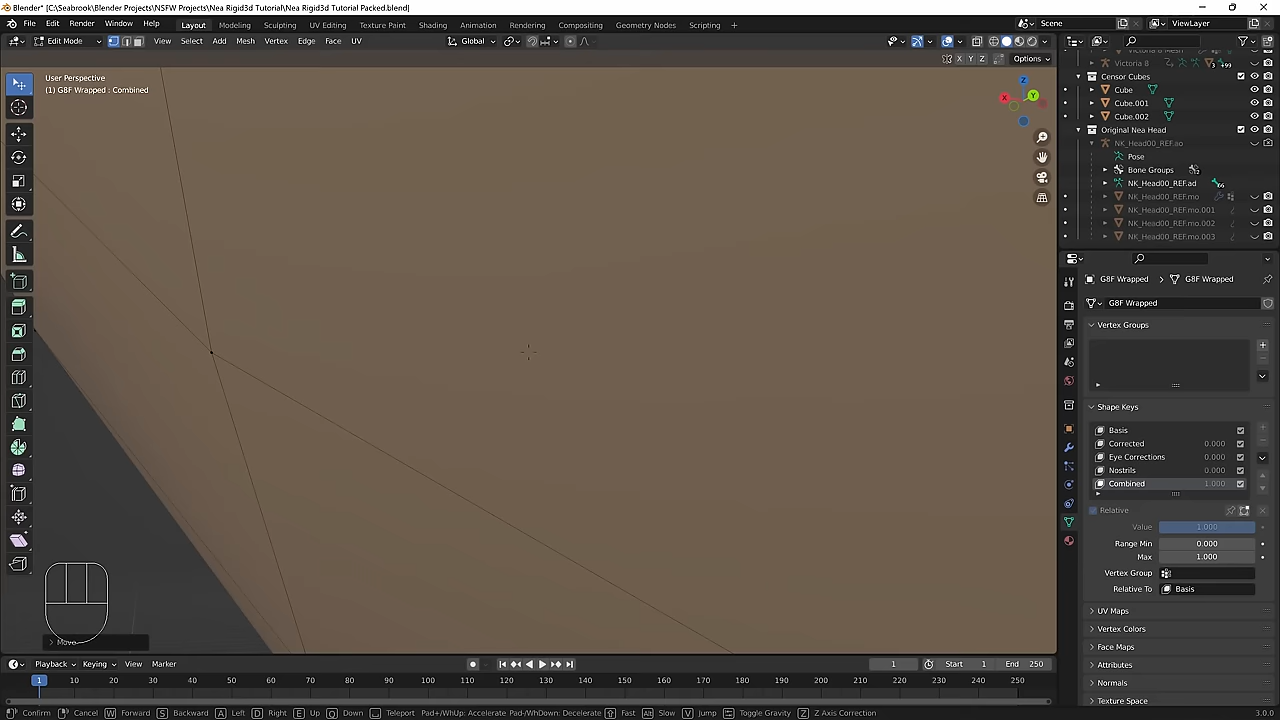 Blender* [C:\Seabrook\Blender Projects\NSFW Projects\Nea Rigid3d Tutorial\Nea Rigid3d Tutorial Packed.blend]
File Edit Render Window Help Layout Modeling Sculpting UV Editing Texture Paint Shading Animation Rendering Compositing Geometry Nodes Scripting + Scene ViewLayer
Edit Mode View Select Add Mesh Vertex Edge Face UV Global
X Y Z Options
User Perspective
(1) G8F Wrapped : Combined
Z
X Y
Victoria 8
Censor Cubes
Cube
Cube.001
Cube.002
Original Nea Head
NK_Head00_REF.ao
Pose
Bone Groups
NK_Head00_REF.ad
NK_Head00_REF.mo
NK_Head00_REF.mo.001
NK_Head00_REF.mo.002
NK_Head00_REF.mo.003
G8F Wrapped > G8F Wrapped
G8F Wrapped
Vertex Groups
Shape Keys
Basis
Corrected 0.000
Eye Corrections 0.000
Nostrils 0.000
Combined 1.000
Relative
Value 1.000
Range Min 0.000
Max 1.000
Vertex Group
Relative To Basis
UV Maps
Vertex Colors
Face Maps
Attributes
Normals
Texture Space
Move
Playback Keying View Marker 1 Start 1 End 250
1 10 20 30 40 50 60 70 80 90 100 110 120 130 140 150 160 170 180 190 200 210 220 230 240 250
Confirm Cancel W Forward S Backward A Left D Right E Up Q Down Teleport Pad+/WhUp: Accelerate Pad-/WhDown: Decelerate Fast Alt Slow V Jump Toggle Gravity Z Z Axis Correction 3.0.0